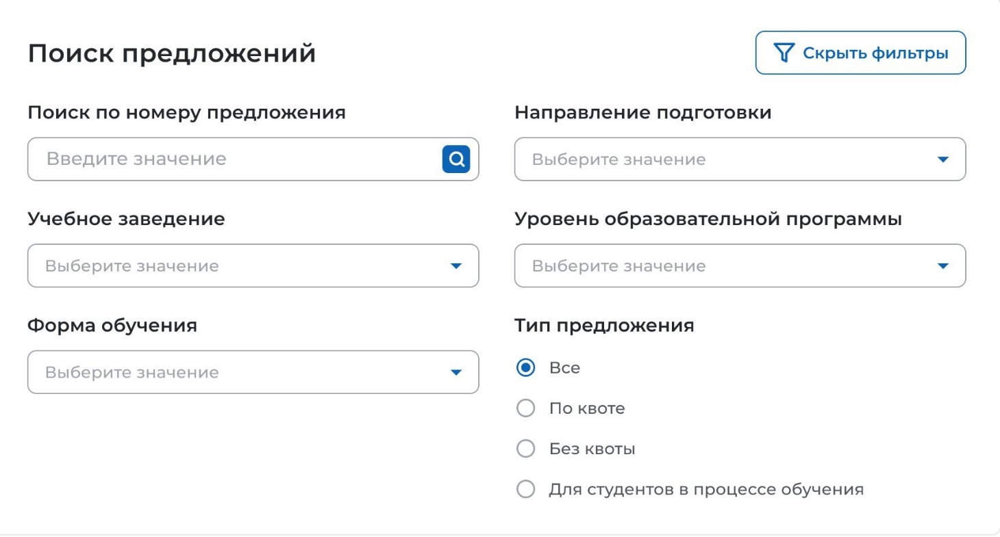 Поиск предложений
Скрыть фильтры
Поиск по номеру предложения
Введите значение
Направление подготовки
Выберите значение
Учебное заведение
Выберите значение
Уровень образовательной программы
Выберите значение
Форма обучения
Выберите значение
Тип предложения
Все
По квоте
Без квоты
Для студентов в процессе обучения